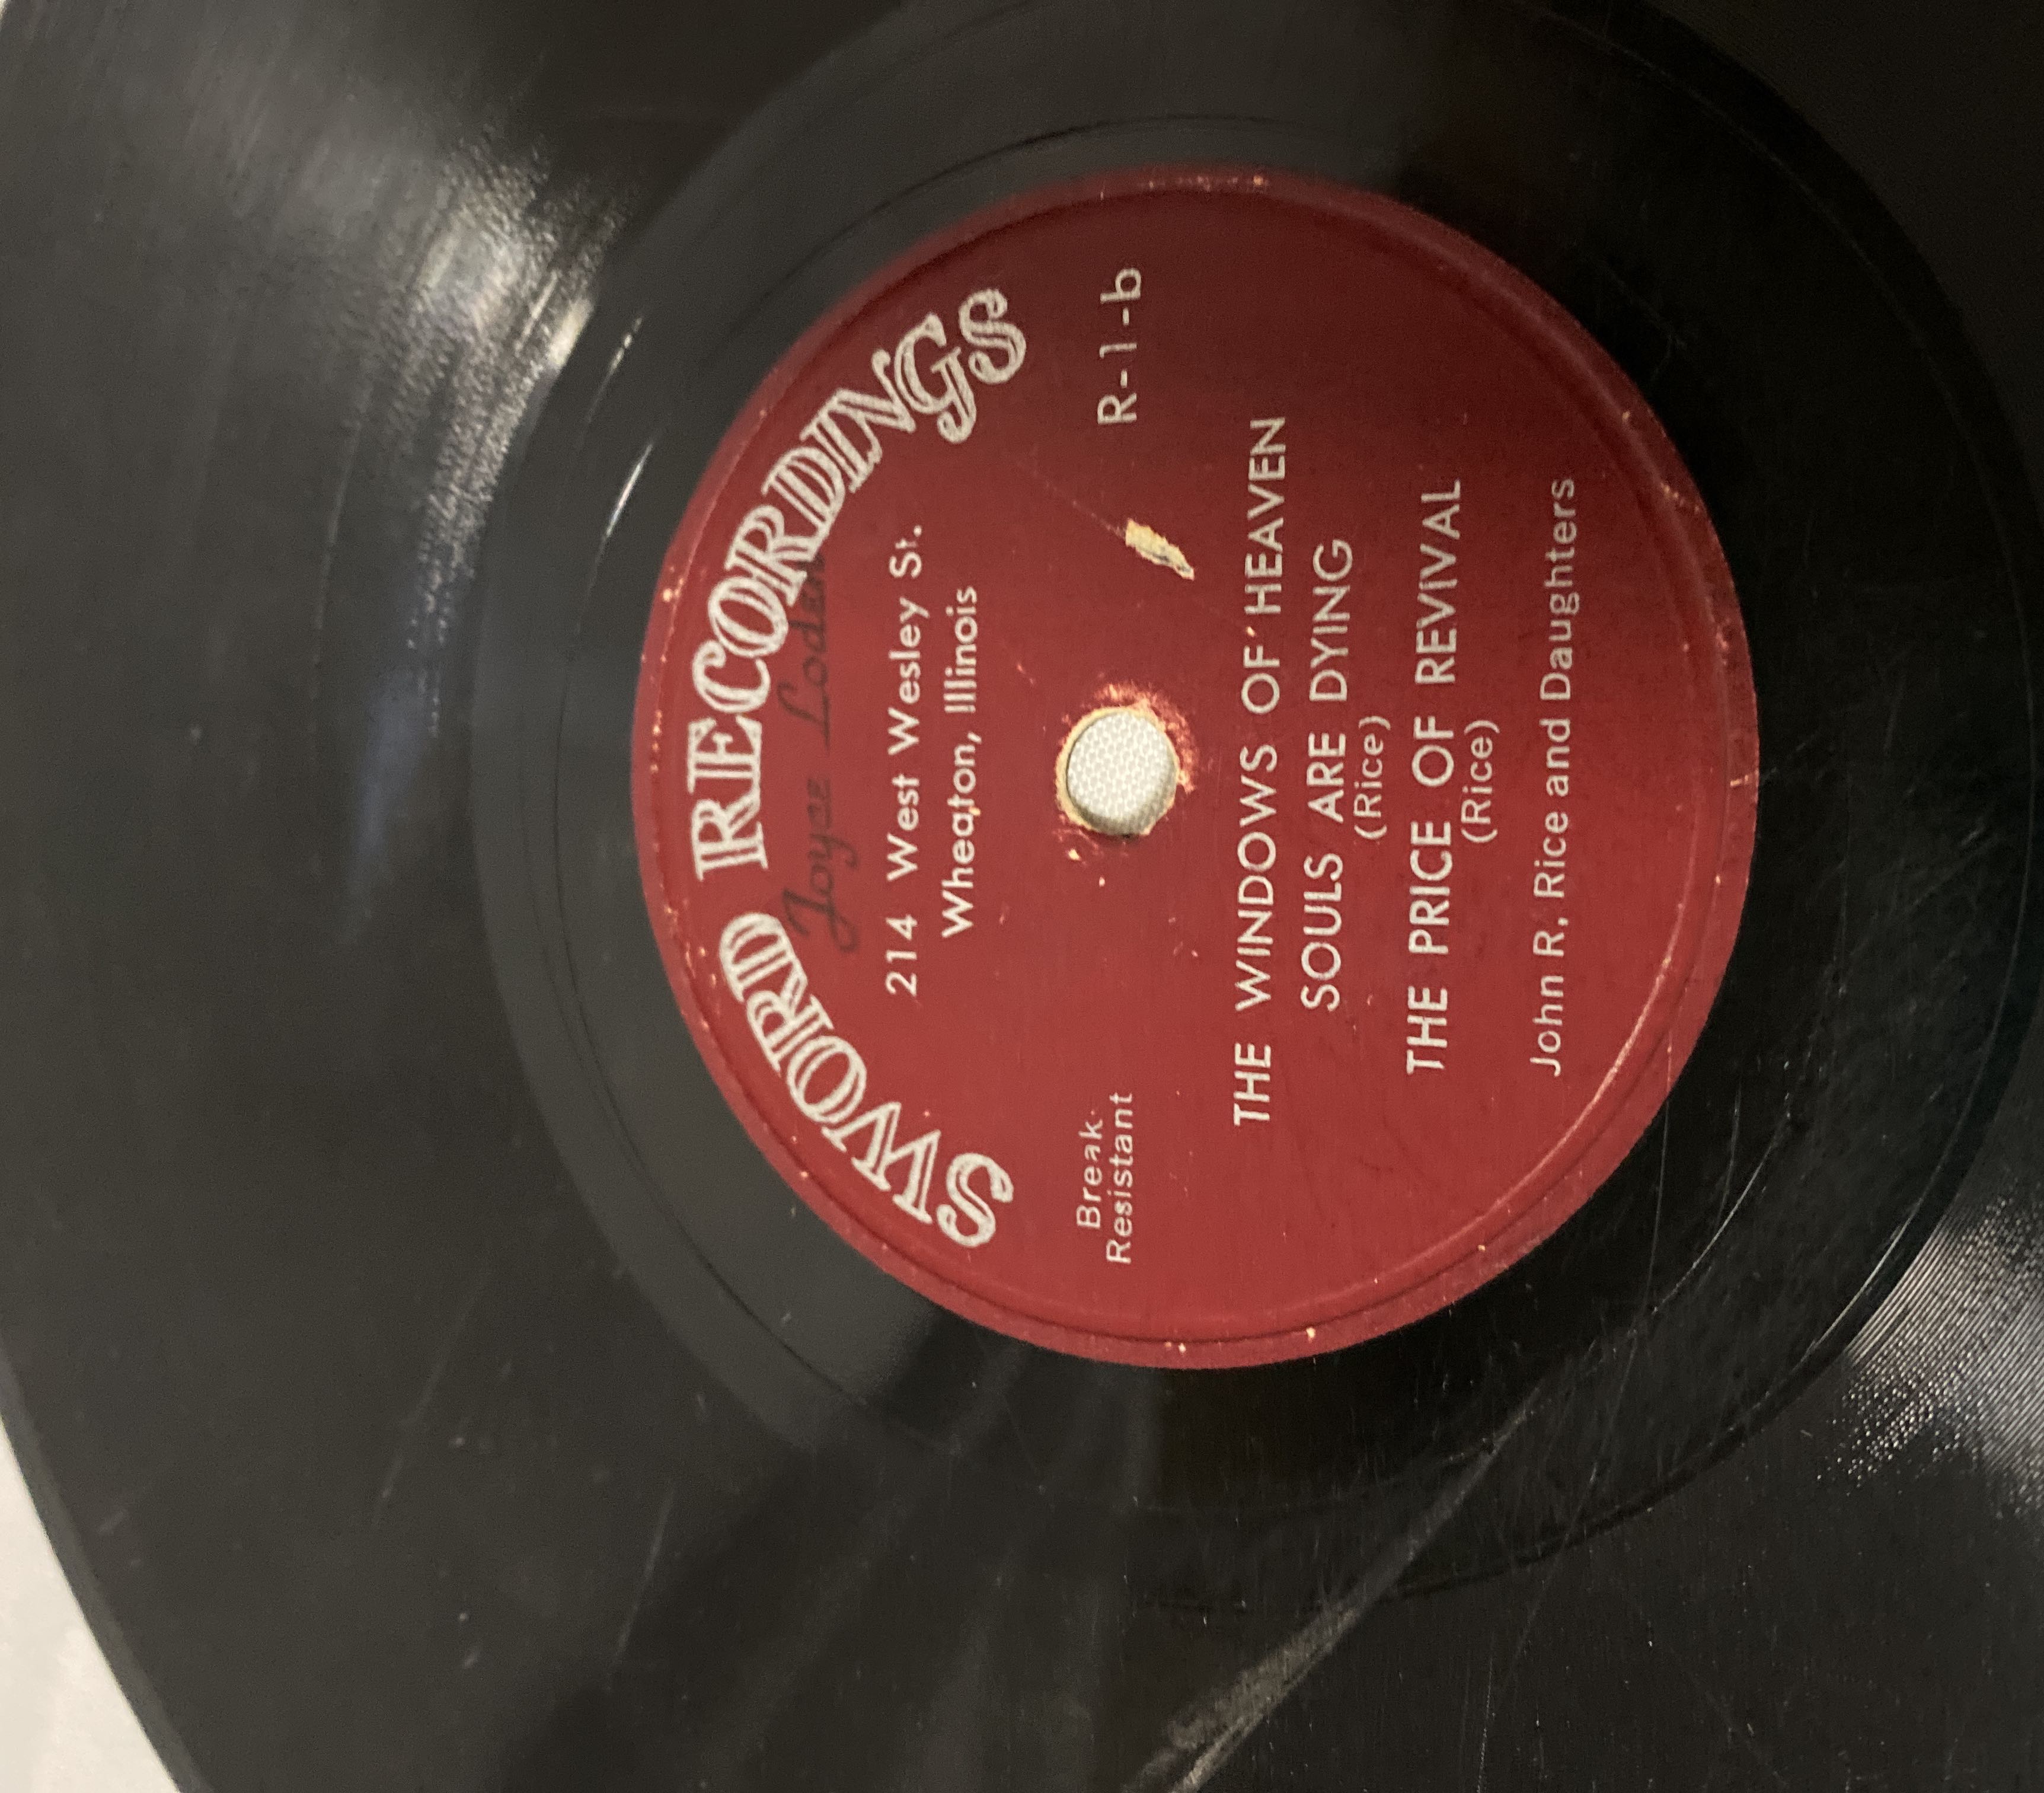 SWORD RECORDINGS
Joyce Loden
214 West Wesley St.
Wheaton, Illinois
Break
Resistant
R-1-b
THE WINDOWS OF HEAVEN
SOULS ARE DYING
(Rice)
THE PRICE OF REVIVAL
(Rice)
John R. Rice and Daughters